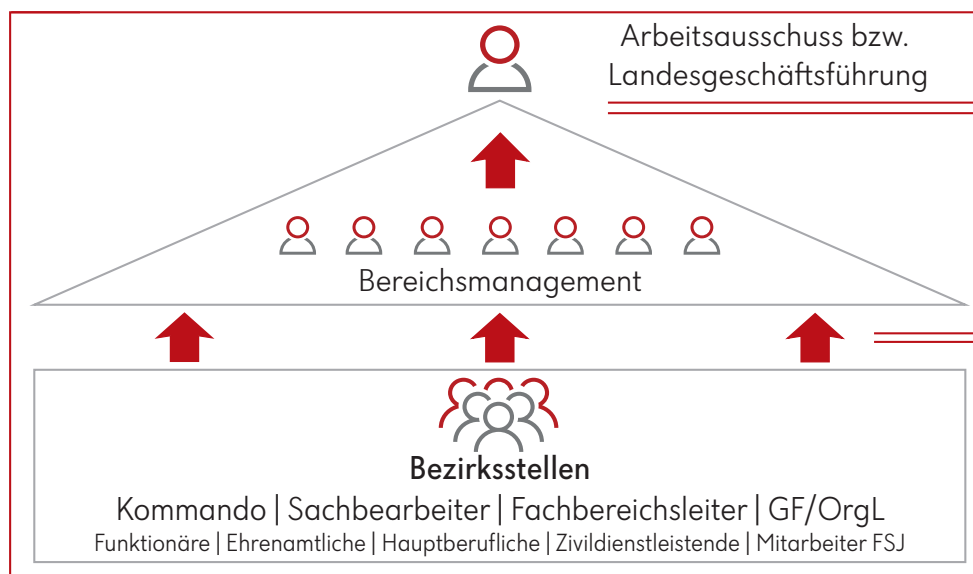 Arbeitsausschuss bzw.
Landesgeschäftsführung
Bereichsmanagement
Bezirksstellen
Kommando | Sachbearbeiter | Fachbereichsleiter | GF/OrgL
Funktionäre | Ehrenamtliche | Hauptberufliche | Zivildienstleistende | Mitarbeiter FSJ